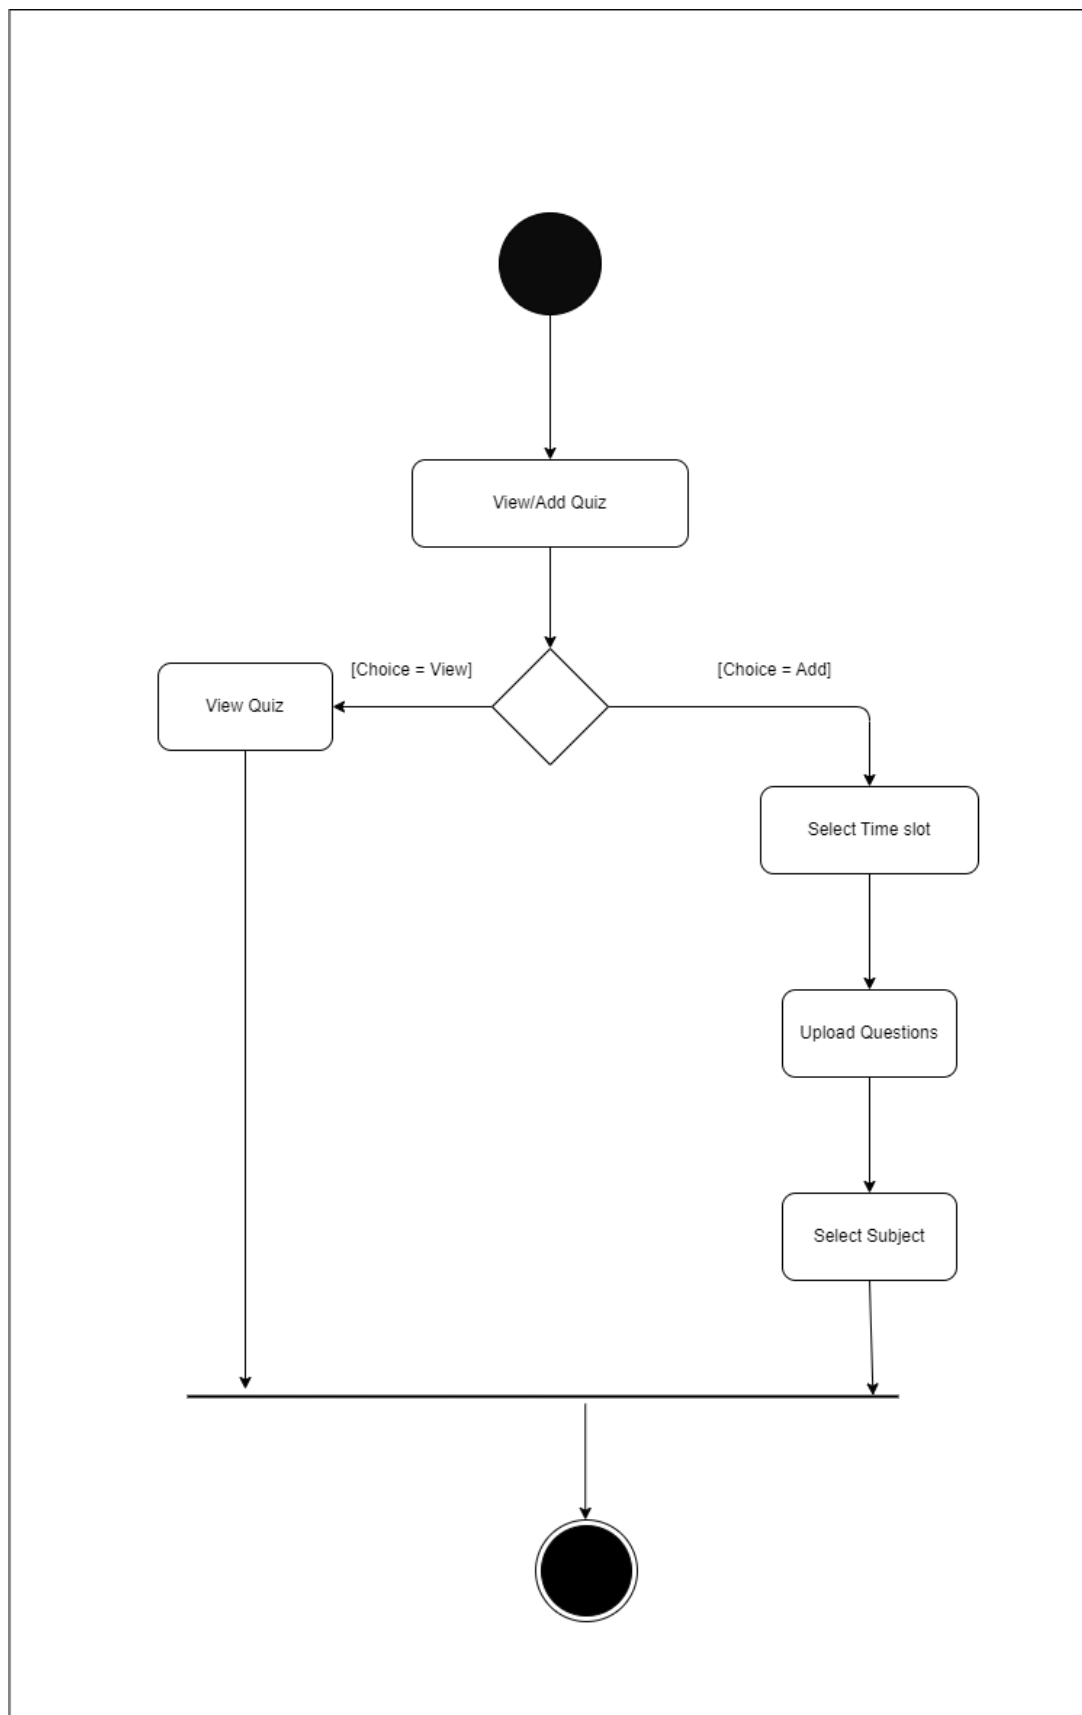 View/Add Quiz
[Choice = View]
[Choice = Add]
View Quiz
Select Time slot
Upload Questions
Select Subject